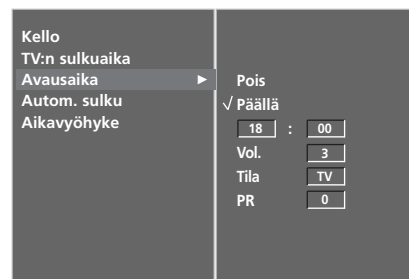 Kello
TV:n sulkuaika
Avausaika ►
Autom. sulku
Aikavyöhyke
Pois
√ Päällä
18 : 00
Vol. 3
Tila TV
PR 0